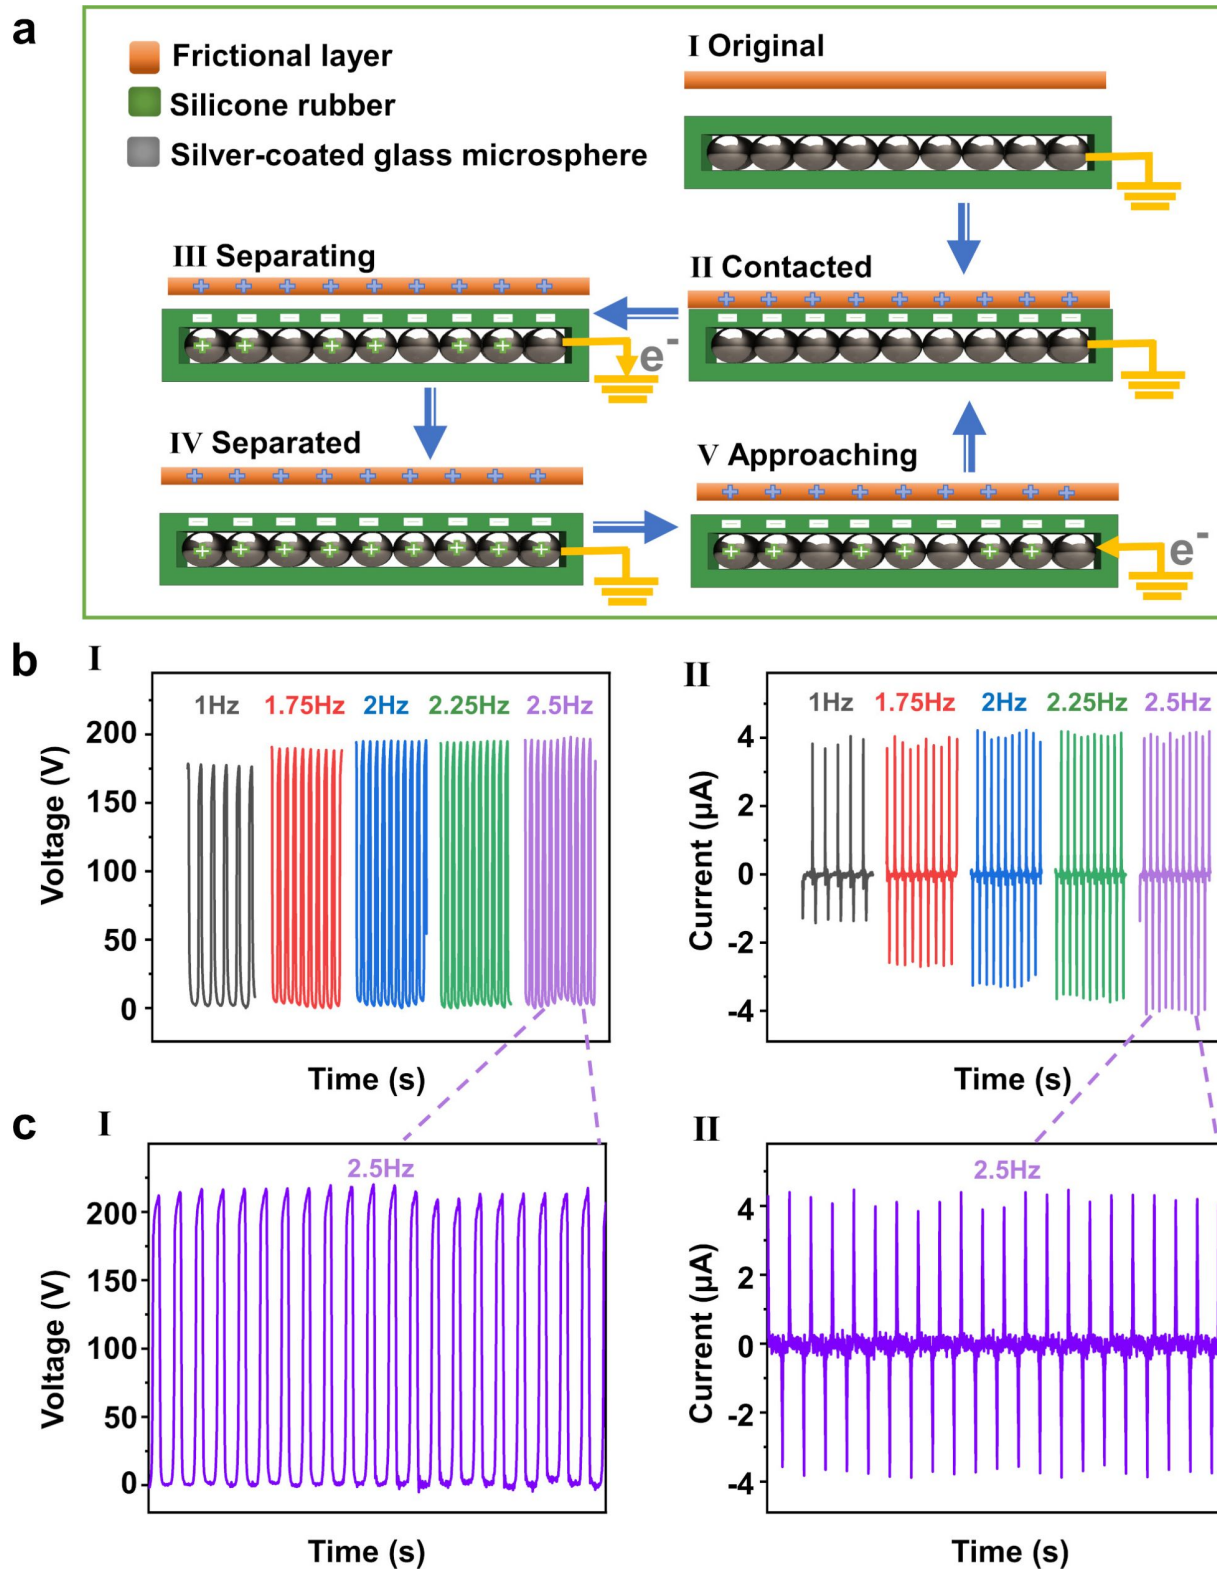 a
Frictional layer
Silicone rubber
Silver-coated glass microsphere
I Original
III Separating
II Contacted
e-
IV Separated
V Approaching
e-
b
I
1Hz 1.75Hz 2Hz 2.25Hz 2.5Hz
200
150
100
50
0
Voltage (V)
Time (s)
II
1Hz 1.75Hz 2Hz 2.25Hz 2.5Hz
4
2
0
-2
-4
Current (µA)
Time (s)
c
I
2.5Hz
200
150
100
50
0
Voltage (V)
Time (s)
II
2.5Hz
4
2
0
-2
-4
Current (µA)
Time (s)